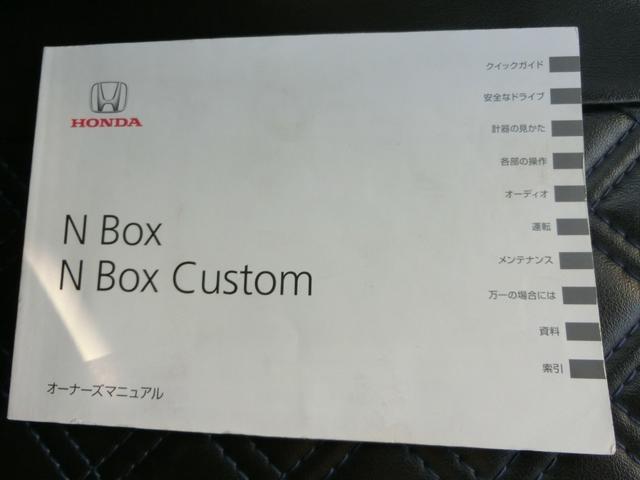 HONDA
N Box
N Box Custom
オーナーズマニュアル
クイックガイド
安全なドライブ
計器の見かた
各部の操作
オーディオ
運転
メンテナンス
万一の場合には
資料
索引